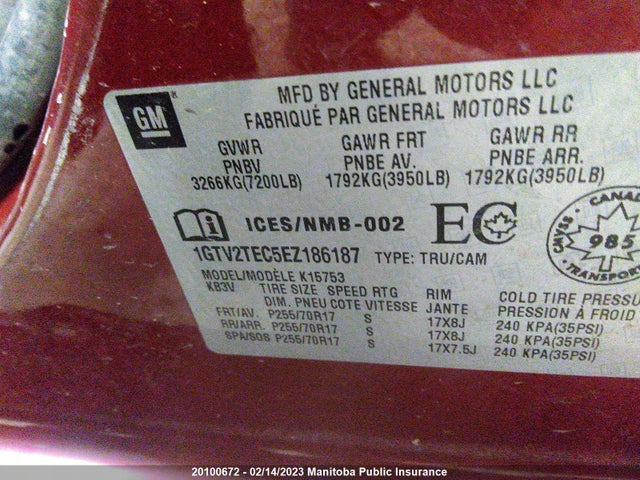 GM
MFD BY GENERAL MOTORS LLC
FABRIQUÉ PAR GENERAL MOTORS LLC
GVWR GAWR FRT GAWR RR
PNBV PNBE AV. PNBE ARR.
3266KG(7200LB) 1792KG(3950LB) 1792KG(3950LB)
i ICES/NMB-002 EC
CANAD
985
CMVSS-
TRANSPORT
1GTV2TEC5EZ186187 TYPE: TRU/CAM
MODEL/MODÈLE K15753
KB3V TIRE SIZE SPEED RTG RIM COLD TIRE PRESSU
DIM. PNEU COTE VITESSE JANTE PRESSION À FROID
FRT/AV. P255/70R17 S 17X8J 240 KPA(35PSI)
RR/ARR. P255/70R17 S 17X8J 240 KPA(35PSI)
SPA/SOS P255/70R17 S 17X7.5J 240 KPA(35PSI)
20100672 - 02/14/2023 Manitoba Public Insurance